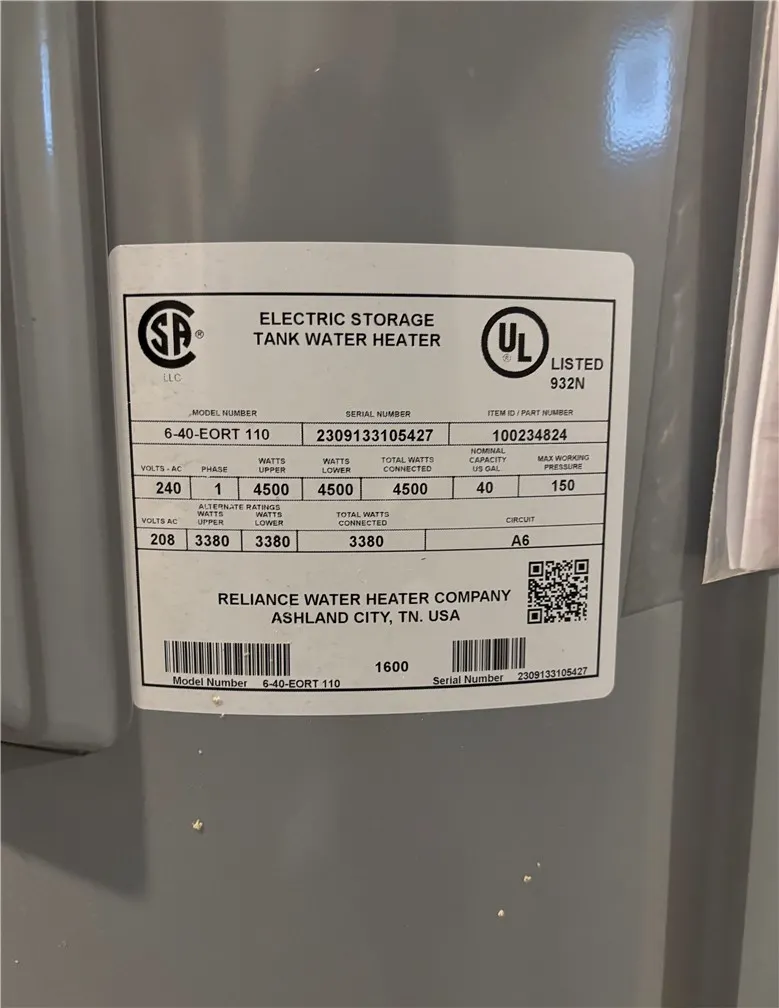 SA ®
LLC
ELECTRIC STORAGE
TANK WATER HEATER
UL ®
LISTED
932N
MODEL NUMBER SERIAL NUMBER ITEM ID / PART NUMBER
6-40-EORT 110 2309133105427 100234824
VOLTS - AC PHASE WATTS UPPER WATTS LOWER TOTAL WATTS CONNECTED NOMINAL CAPACITY US GAL MAX WORKING PRESSURE
240 1 4500 4500 4500 40 150
ALTERNATE RATINGS
VOLTS AC WATTS UPPER WATTS LOWER TOTAL WATTS CONNECTED CIRCUIT
208 3380 3380 3380 A6
RELIANCE WATER HEATER COMPANY
ASHLAND CITY, TN. USA
1600
Model Number 6-40-EORT 110 Serial Number 2309133105427